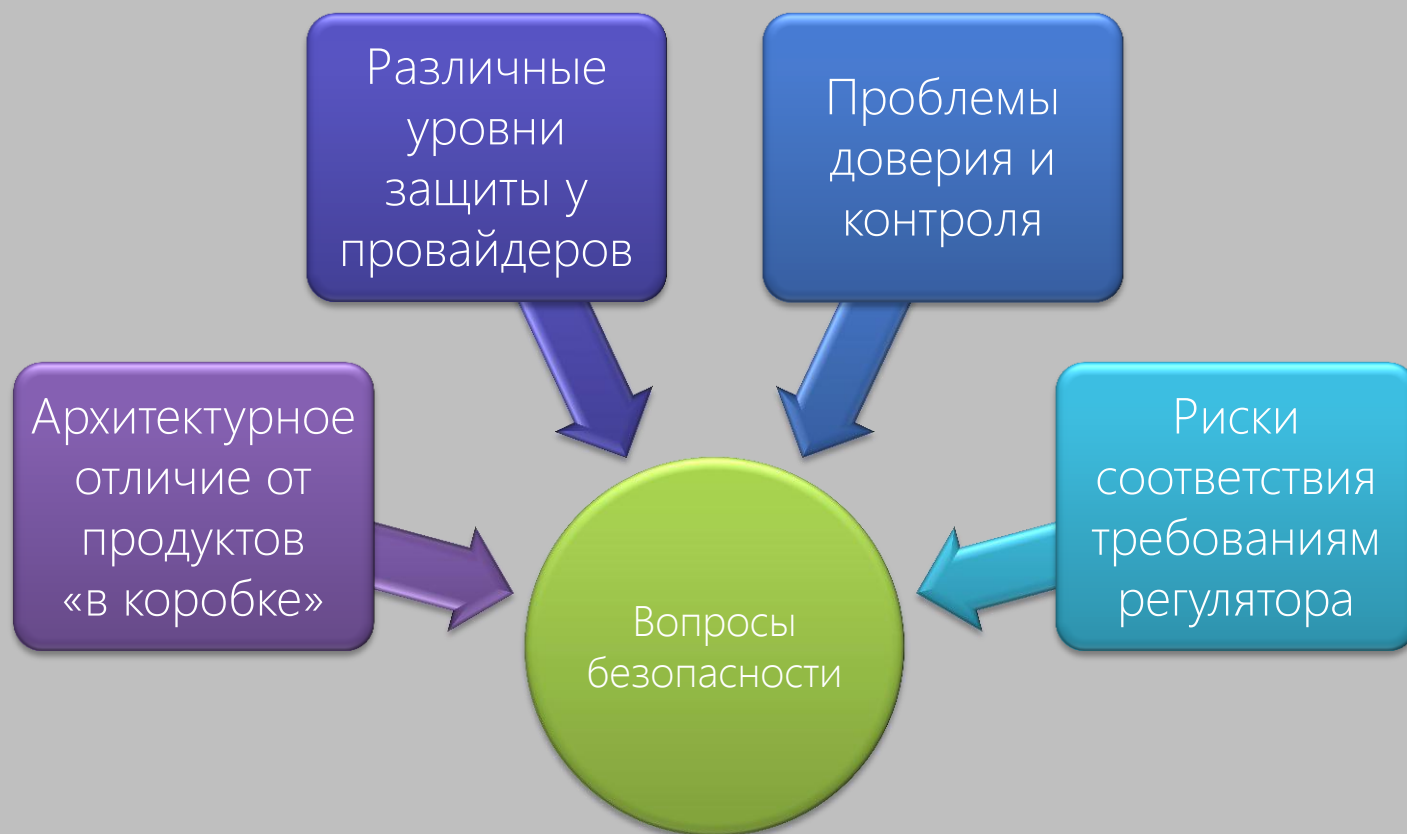 Различные
уровни
защиты у
провайдеров
Проблемы
доверия и
контроля
Архитектурное
отличие от
продуктов
«в коробке»
Риски
соответствия
требованиям
регулятора
Вопросы
безопасности